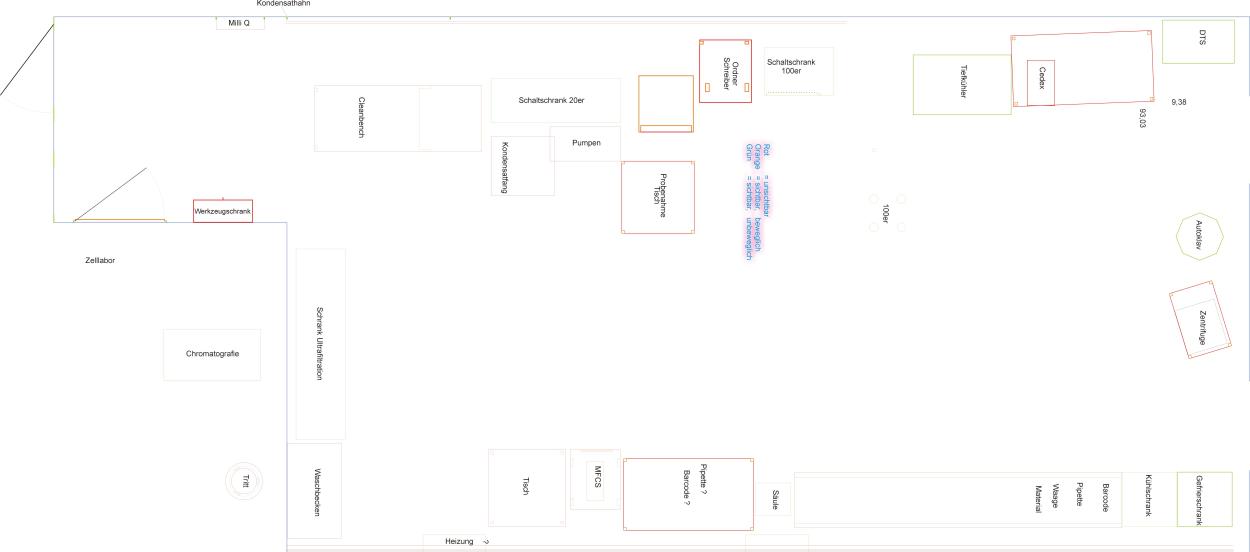 Kondensathahn
Milli Q
DTS
Ordner
Schreiber
Schaltschrank
100er
Cedex
Tiefkühler
Cleanbench
Schaltschrank 20er
9,38
93,03
Pumpen
Kondensatfang
Rot = unsichtbar
Orange = sichtbar, beweglich
Grün = sichtbar, unbeweglich
Probenahme
Tisch
Werkzeugschrank
100er
Autoklav
Zelllabor
Schrank Ultrafiltration
Zentrifuge
Chromatografie
Tritt
Waschbecken
Tisch
MFCS
Pipette ?
Barcode ?
Säule
Barcode
Pipette
Waage
Material
Kühlschrank
Gefrierschrank
Heizung ?